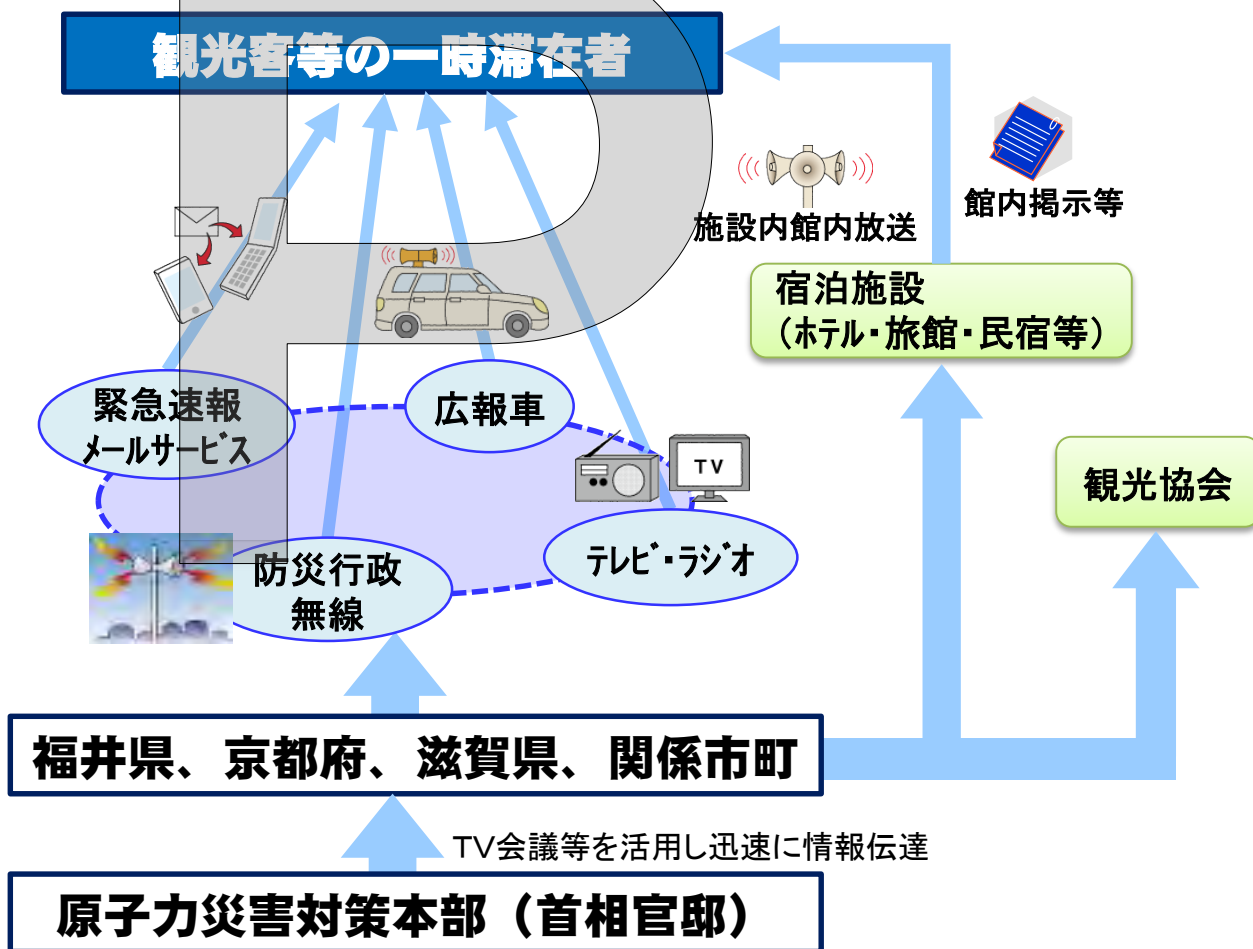 観光客等の一時滞在者
館内掲示等
施設内館内放送
宿泊施設
（ホテル・旅館・民宿等）
緊急速報
メールサービス
広報車
TV
観光協会
テレビ・ラジオ
防災行政
無線
福井県、京都府、滋賀県、関係市町
TV会議等を活用し迅速に情報伝達
原子力災害対策本部（首相官邸）